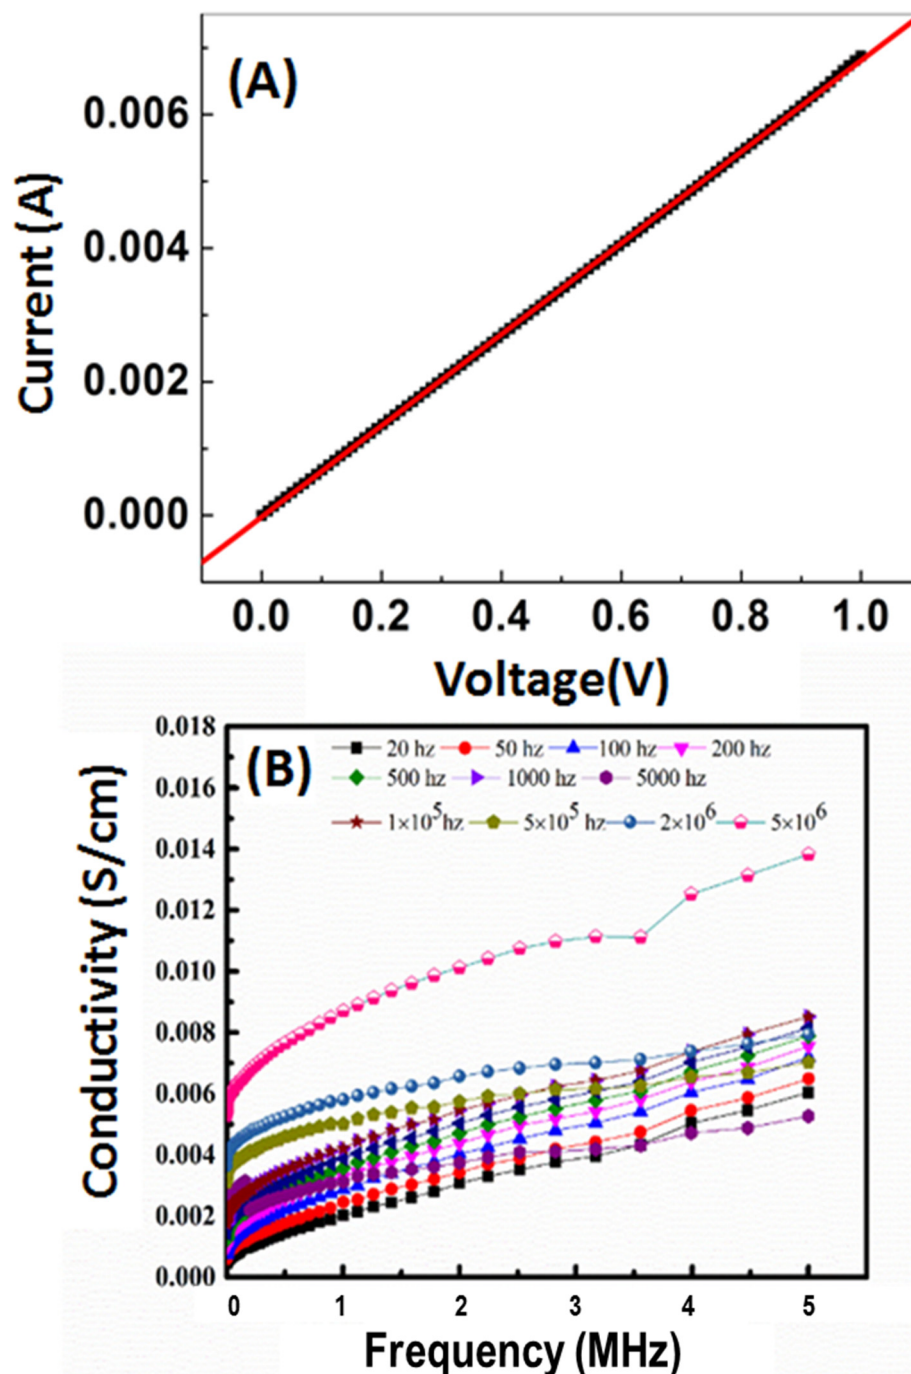 (A)
0.006
0.004
0.002
0.000
Current (A)
0.0 0.2 0.4 0.6 0.8 1.0
Voltage(V)
0.018
0.016
0.014
0.012
0.010
0.008
0.006
0.004
0.002
0.000
Conductivity (S/cm)
(B)
20 hz 50 hz 100 hz 200 hz
500 hz 1000 hz 5000 hz
1×10⁵hz 5×10⁵ hz 2×10⁶ 5×10⁶
0 1 2 3 4 5
Frequency (MHz)